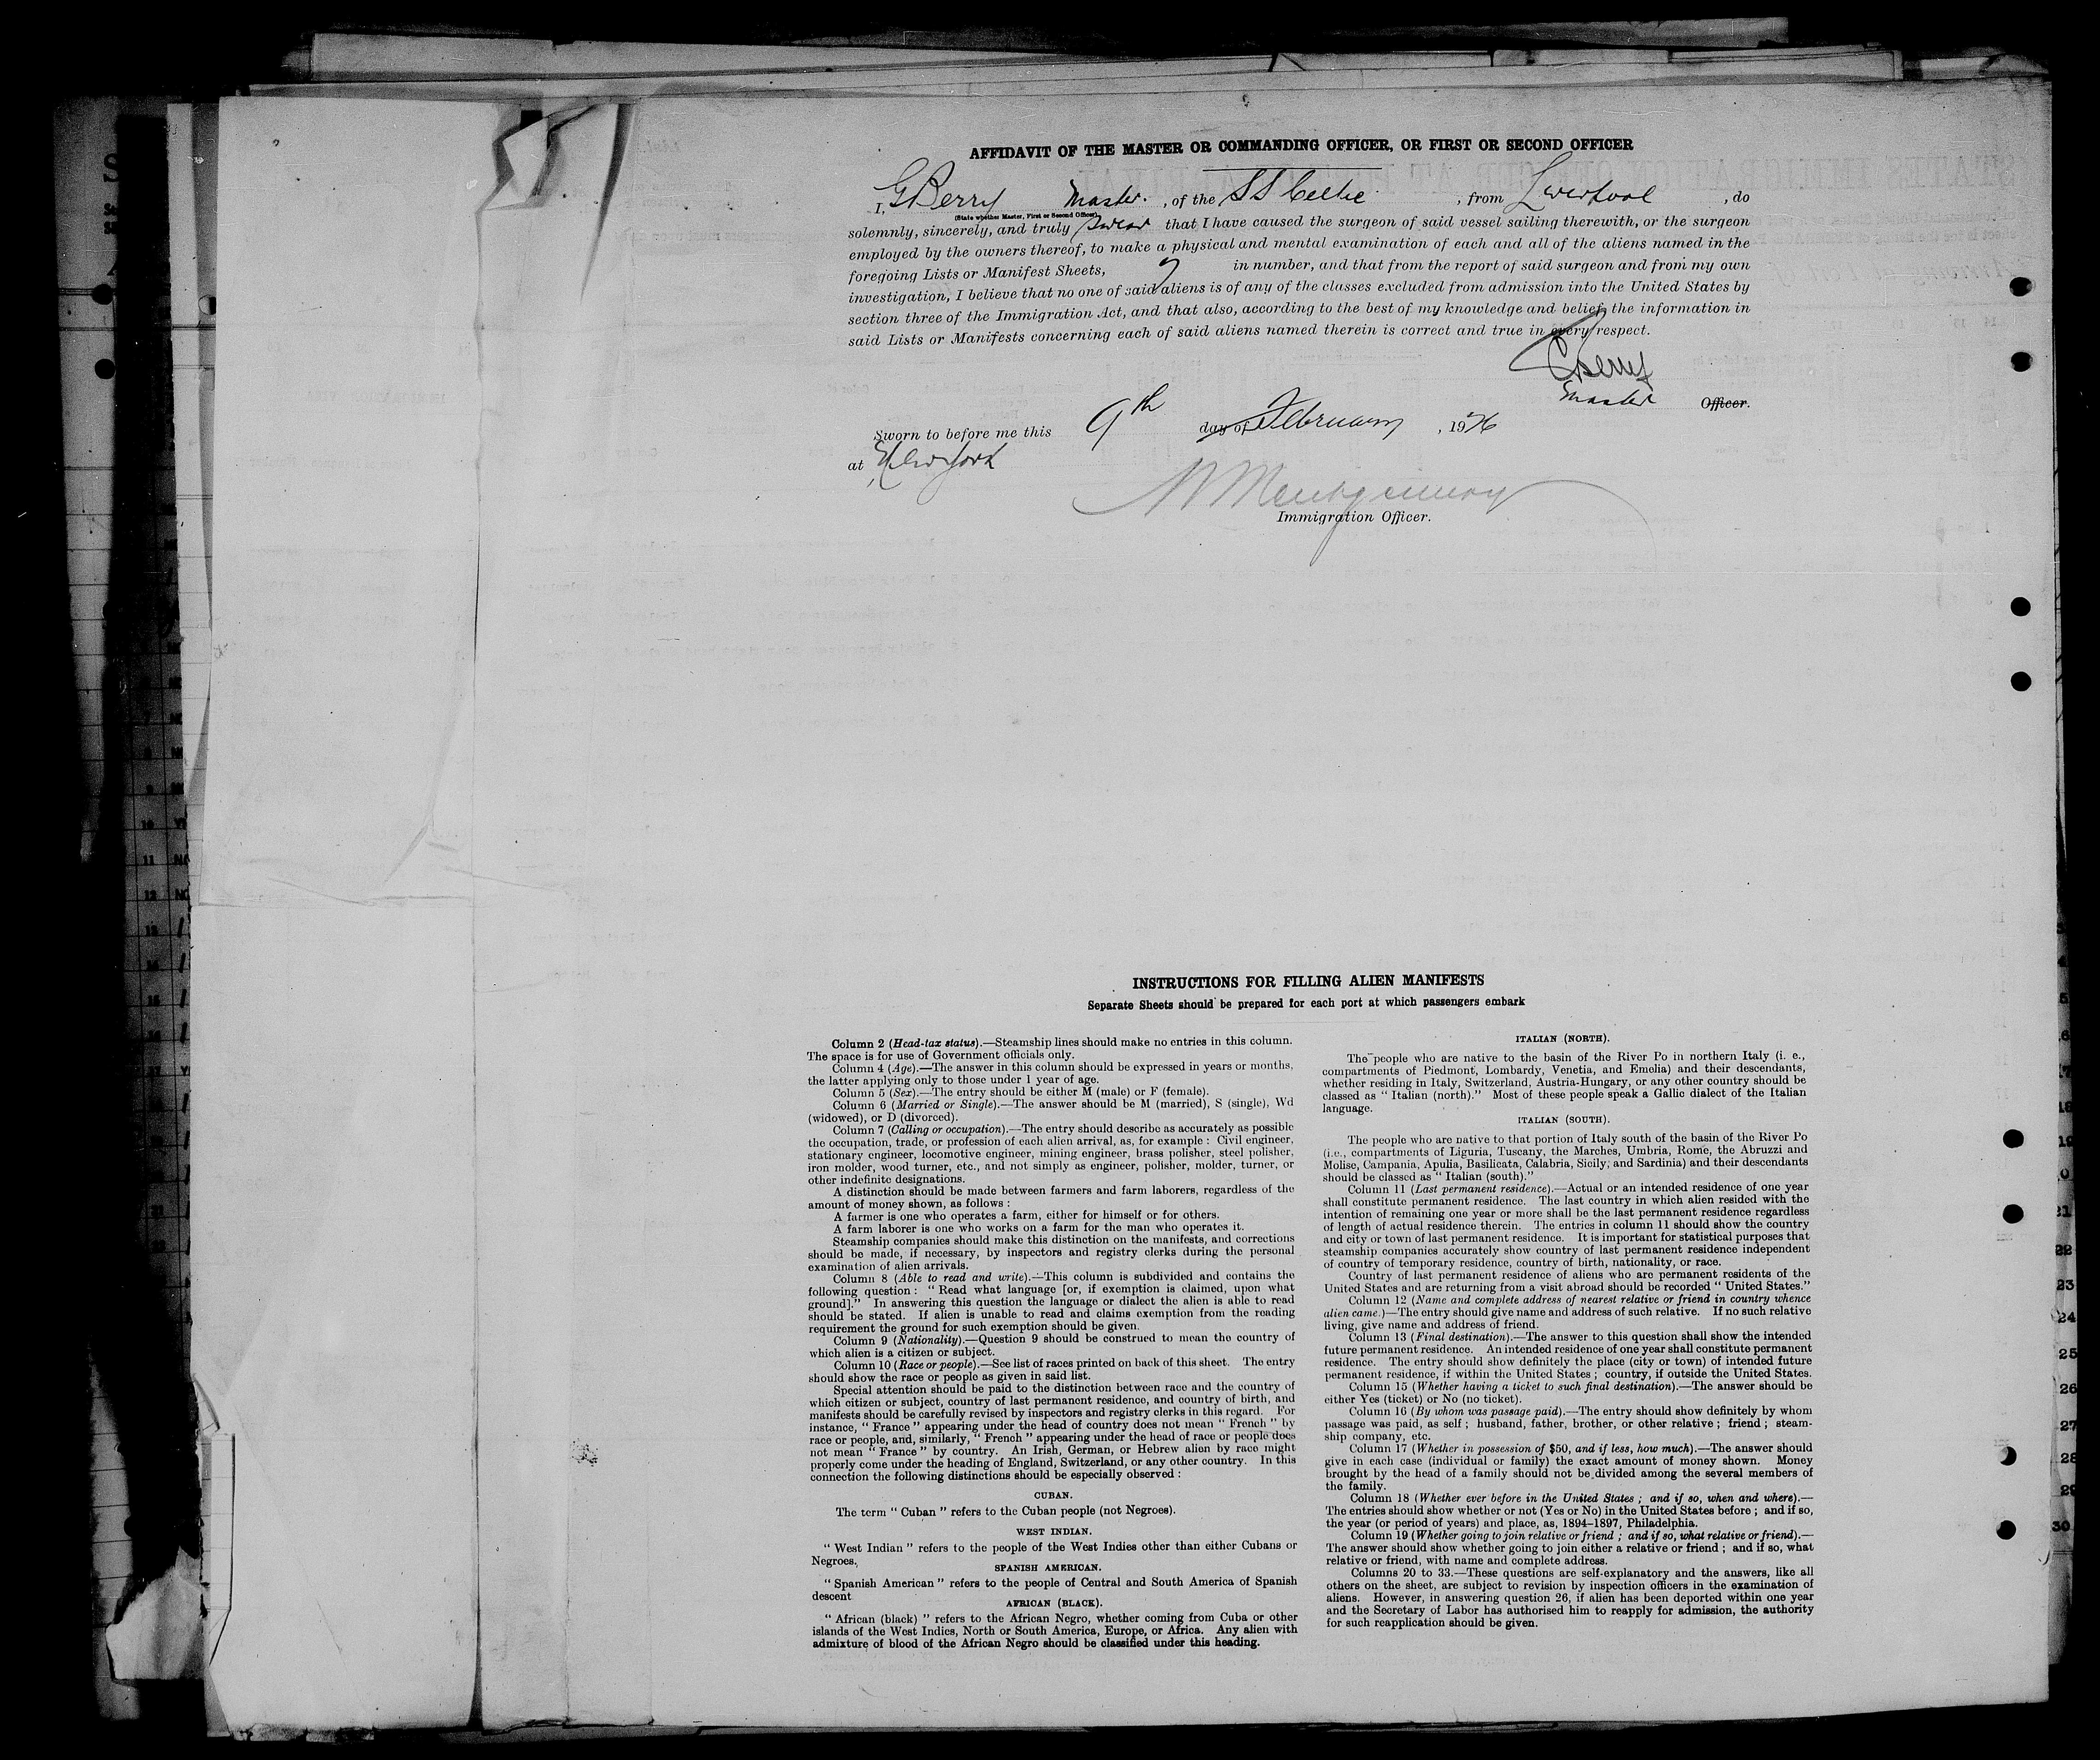 AFFIDAVIT OF THE MASTER OR COMMANDING OFFICER, OR FIRST OR SECOND OFFICER
I, G Berry Master. , of the S S Celtic , from Liverpool , do
(State whether Master, First or Second Officer)
solemnly, sincerely, and truly swear that I have caused the surgeon of said vessel sailing therewith, or the surgeon
employed by the owners thereof, to make a physical and mental examination of each and all of the aliens named in the
foregoing Lists or Manifest Sheets, 7 in number, and that from the report of said surgeon and from my own
investigation, I believe that no one of said aliens is of any of the classes excluded from admission into the United States by
section three of the Immigration Act, and that also, according to the best of my knowledge and belief, the information in
said Lists or Manifests concerning each of said aliens named therein is correct and true in every respect.
G Berry
Master Officer.
Sworn to before me this 9th day of February , 1926
at New York
Montgomery
Immigration Officer.
INSTRUCTIONS FOR FILLING ALIEN MANIFESTS
Separate Sheets should be prepared for each port at which passengers embark
Column 2 (Head-tax status).—Steamship lines should make no entries in this column.
The space is for use of Government officials only.
Column 4 (Age).—The answer in this column should be expressed in years or months,
the latter applying only to those under 1 year of age.
Column 5 (Sex).—The entry should be either M (male) or F (female).
Column 6 (Married or Single).—The answer should be M (married), S (single), Wd
(widowed), or D (divorced).
Column 7 (Calling or occupation).—The entry should describe as accurately as possible
the occupation, trade, or profession of each alien arrival, as, for example : Civil engineer,
stationary engineer, locomotive engineer, mining engineer, brass polisher, steel polisher,
iron molder, wood turner, etc., and not simply as engineer, polisher, molder, turner, or
other indefinite designations.
A distinction should be made between farmers and farm laborers, regardless of the
amount of money shown, as follows :
A farmer is one who operates a farm, either for himself or for others.
A farm laborer is one who works on a farm for the man who operates it.
Steamship companies should make this distinction on the manifests, and corrections
should be made, if necessary, by inspectors and registry clerks during the personal
examination of alien arrivals.
Column 8 (Able to read and write).—This column is subdivided and contains the
following question : “ Read what language [or, if exemption is claimed, upon what
ground].” In answering this question the language or dialect the alien is able to read
should be stated. If alien is unable to read and claims exemption from the reading
requirement the ground for such exemption should be given.
Column 9 (Nationality).—Question 9 should be construed to mean the country of
which alien is a citizen or subject.
Column 10 (Race or people).—See list of races printed on back of this sheet. The entry
should show the race or people as given in said list.
Special attention should be paid to the distinction between race and the country of
which citizen or subject, country of last permanent residence, and country of birth, and
manifests should be carefully revised by inspectors and registry clerks in this regard. For
instance, “ France ” appearing under the head of country does not mean “ French ” by
race or people, and, similarly, “ French ” appearing under the head of race or people does
not mean “ France ” by country. An Irish, German, or Hebrew alien by race might
properly come under the heading of England, Switzerland, or any other country. In this
connection the following distinctions should be especially observed :
CUBAN.
The term “ Cuban ” refers to the Cuban people (not Negroes).
WEST INDIAN.
“ West Indian ” refers to the people of the West Indies other than either Cubans or
Negroes.
SPANISH AMERICAN.
“ Spanish American ” refers to the people of Central and South America of Spanish
descent
AFRICAN (BLACK).
“ African (black) ” refers to the African Negro, whether coming from Cuba or other
islands of the West Indies, North or South America, Europe, or Africa. Any alien with
admixture of blood of the African Negro should be classified under this heading.
ITALIAN (NORTH).
The people who are native to the basin of the River Po in northern Italy (i. e.,
compartments of Piedmont, Lombardy, Venetia, and Emelia) and their descendants,
whether residing in Italy, Switzerland, Austria-Hungary, or any other country should be
classed as “ Italian (north).” Most of these people speak a Gallic dialect of the Italian
language.
ITALIAN (SOUTH).
The people who are native to that portion of Italy south of the basin of the River Po
(i.e., compartments of Liguria, Tuscany, the Marches, Umbria, Rome, the Abruzzi and
Molise, Campania, Apulia, Basilicata, Calabria, Sicily, and Sardinia) and their descendants
should be classed as “ Italian (south).”
Column 11 (Last permanent residence).—Actual or an intended residence of one year
shall constitute permanent residence. The last country in which alien resided with the
intention of remaining one year or more shall be the last permanent residence regardless
of length of actual residence therein. The entries in column 11 should show the country
and city or town of last permanent residence. It is important for statistical purposes that
steamship companies accurately show country of last permanent residence independent
of country of temporary residence, country of birth, nationality, or race.
Country of last permanent residence of aliens who are permanent residents of the
United States and are returning from a visit abroad should be recorded “ United States.”
Column 12 (Name and complete address of nearest relative or friend in country whence
alien came.)—The entry should give name and address of such relative. If no such relative
living, give name and address of friend.
Column 13 (Final destination).—The answer to this question shall show the intended
future permanent residence. An intended residence of one year shall constitute permanent
residence. The entry should show definitely the place (city or town) of intended future
permanent residence, if within the United States ; country, if outside the United States.
Column 15 (Whether having a ticket to such final destination).—The answer should be
either Yes (ticket) or No (no ticket).
Column 16 (By whom was passage paid).—The entry should show definitely by whom
passage was paid, as self ; husband, father, brother, or other relative ; friend ; steam-
ship company, etc.
Column 17 (Whether in possession of $50, and if less, how much).—The answer should
give in each case (individual or family) the exact amount of money shown. Money
brought by the head of a family should not be divided among the several members of
the family.
Column 18 (Whether ever before in the United States ; and if so, when and where).—
The entries should show whether or not (Yes or No) in the United States before ; and if so,
the year (or period of years) and place, as, 1894–1897, Philadelphia.
Column 19 (Whether going to join relative or friend ; and if so, what relative or friend).—
The answer should show whether going to join either a relative or friend ; and if so, what
relative or friend, with name and complete address.
Columns 20 to 33.—These questions are self-explanatory and the answers, like all
others on the sheet, are subject to revision by inspection officers in the examination of
aliens. However, in answering question 26, if alien has been deported within one year
and the Secretary of Labor has authorised him to reapply for admission, the authority
for such reapplication should be given.